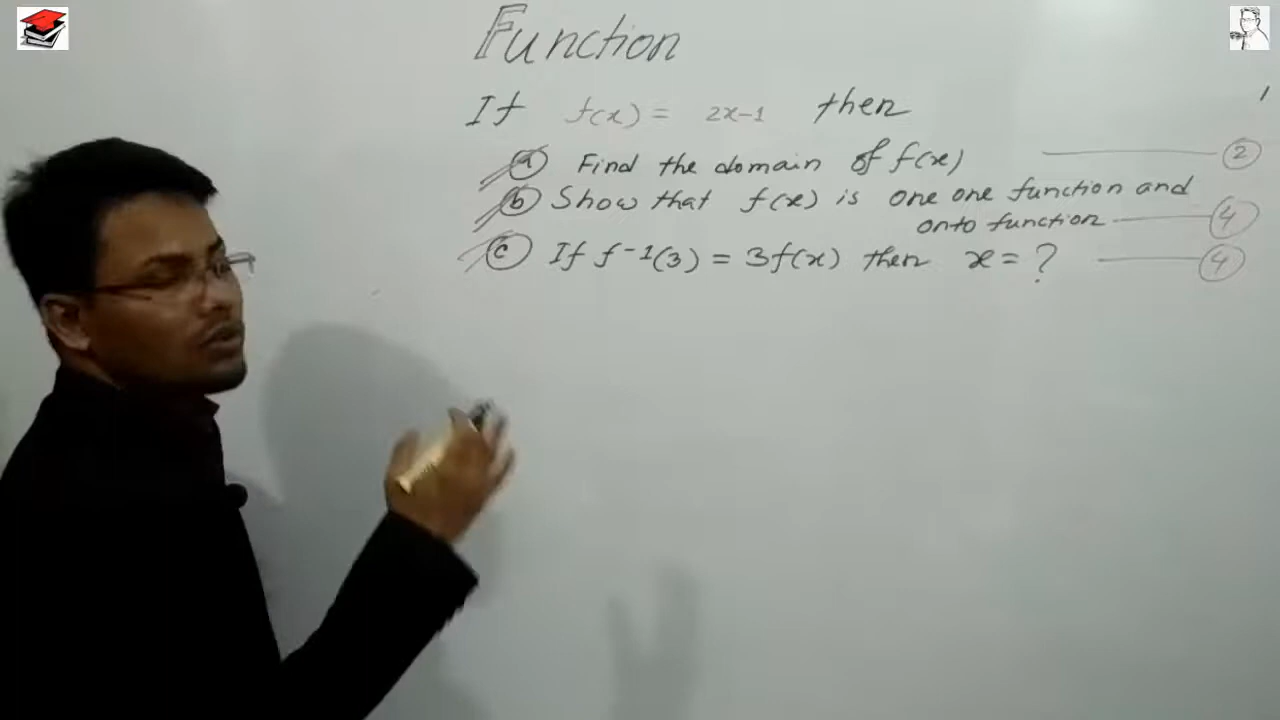 Function
If f(x) = 2x-1 then
(a) Find the domain of f(x) (2)
(b) Show that f(x) is one one function and
onto function (4)
(c) If f-1(3) = 3f(x) then x = ? (4)